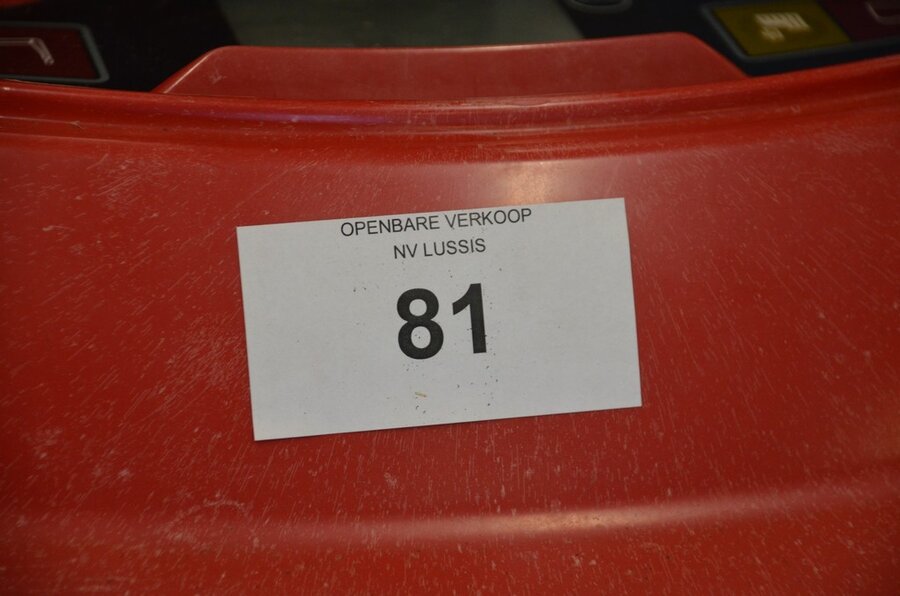 OPENBARE VERKOOP
NV LUSSIS
81